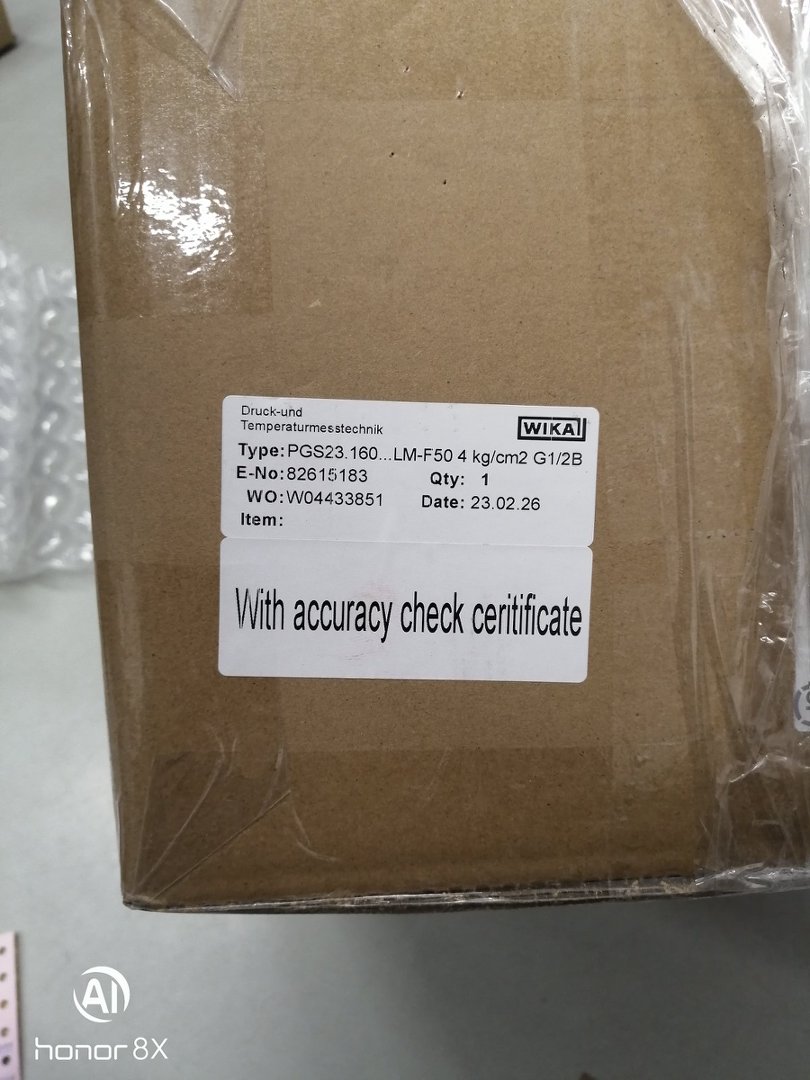 Druck-und
Temperaturmesstechnik
WIKA
Type: PGS23.160...LM-F50 4 kg/cm2 G1/2B
E-No: 82615183 Qty: 1
WO: W04433851 Date: 23.02.26
Item:
With accuracy check ceritificate
AI
honor 8X